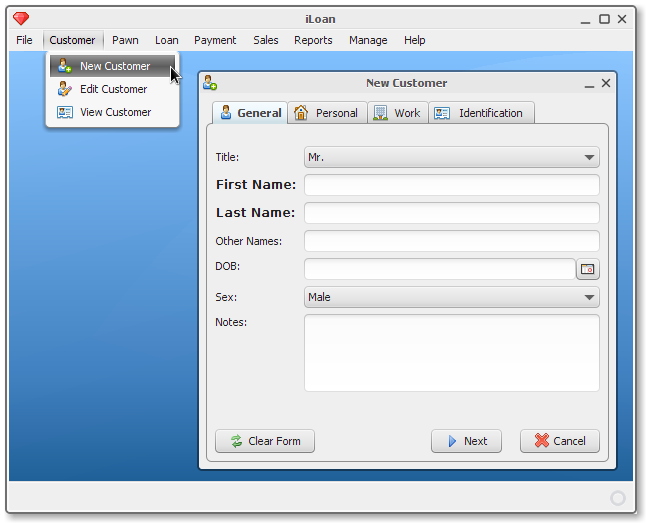 iLoan
File Customer Pawn Loan Payment Sales Reports Manage Help
New Customer
Edit Customer
View Customer
New Customer
General Personal Work Identification
Title: Mr.
First Name:
Last Name:
Other Names:
DOB:
Sex: Male
Notes:
Clear Form Next Cancel